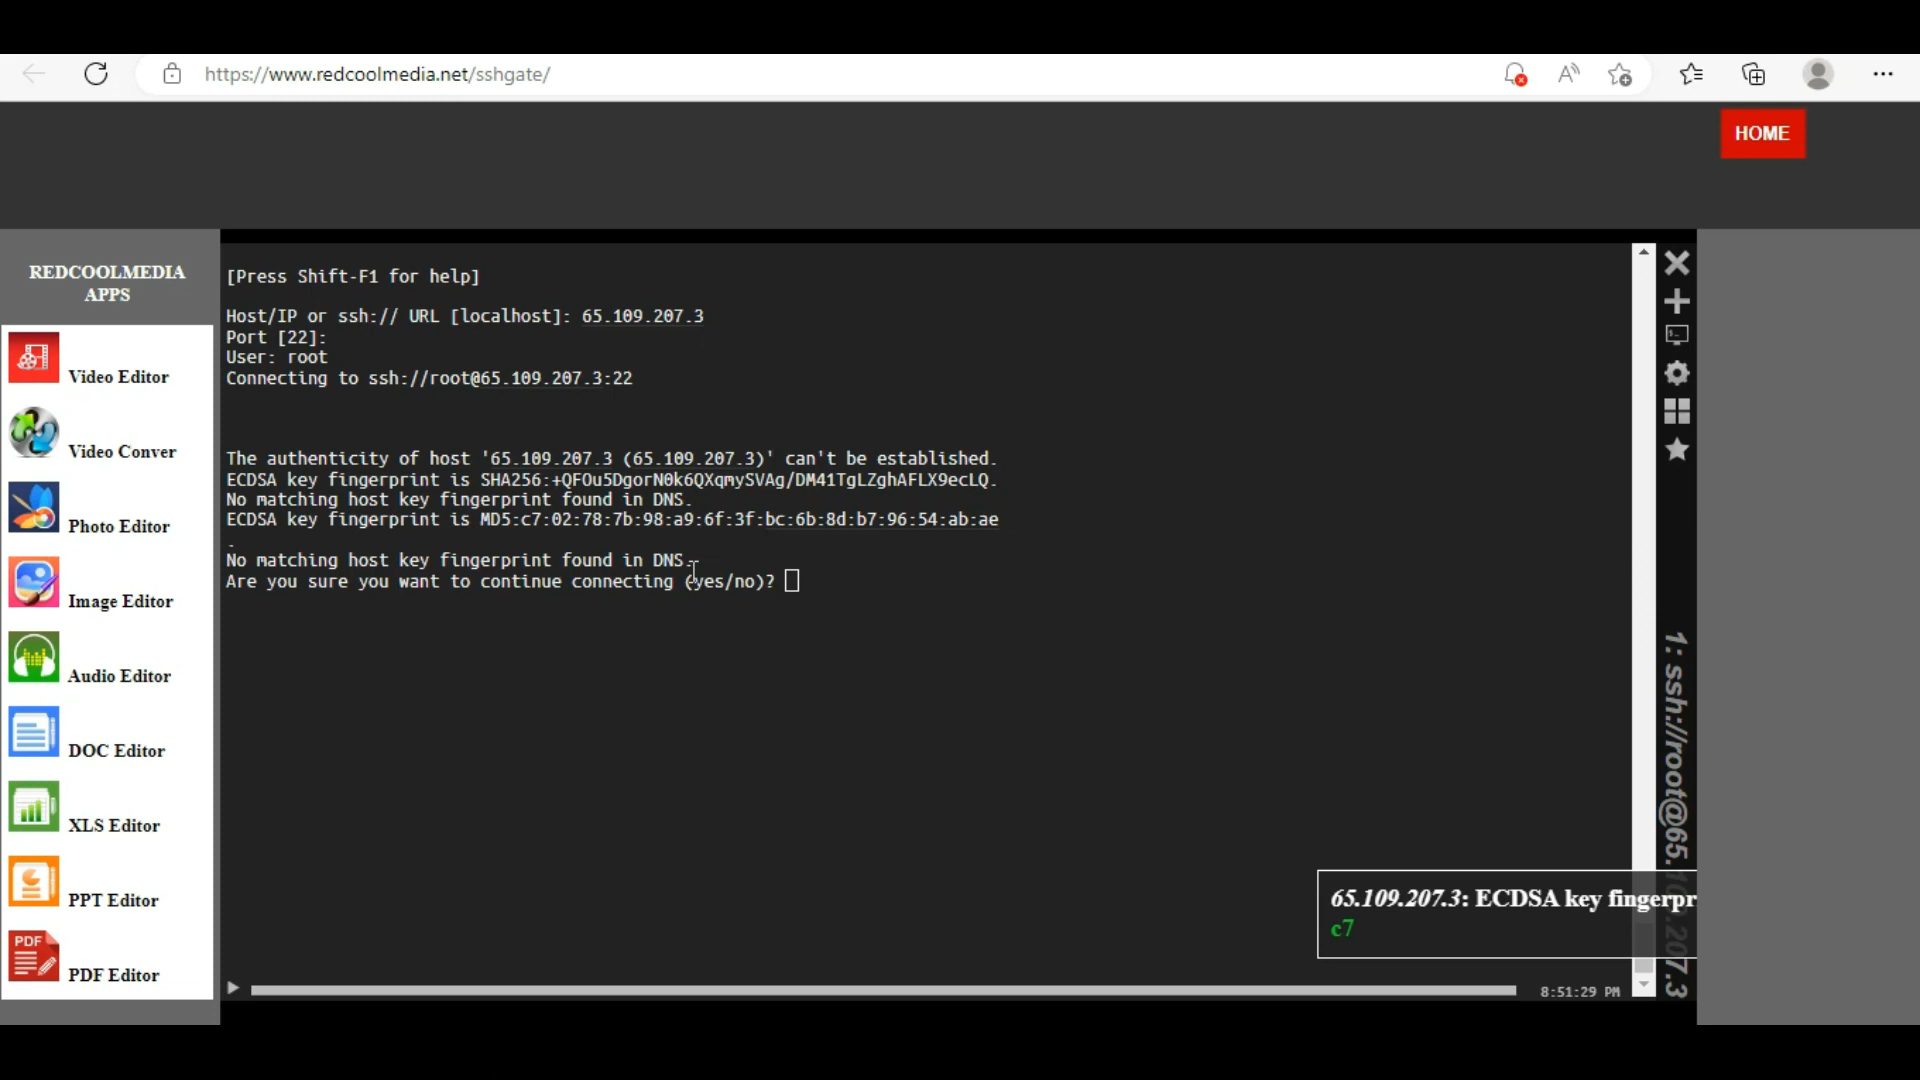 https://www.redcoolmedia.net/sshgate/
HOME
REDCOOLMEDIA
APPS
Video Editor
Video Conver
Photo Editor
Image Editor
Audio Editor
DOC Editor
XLS Editor
PPT Editor
PDF
PDF Editor
[Press Shift-F1 for help]
Host/IP or ssh:// URL [localhost]: 65.109.207.3
Port [22]:
User: root
Connecting to ssh://root@65.109.207.3:22
The authenticity of host '65.109.207.3 (65.109.207.3)' can't be established.
ECDSA key fingerprint is SHA256:+QFOu5DgorN0k6QXqmySVAg/DM41TgLZghAFLX9ecLQ.
No matching host key fingerprint found in DNS.
ECDSA key fingerprint is MD5:c7:02:78:7b:98:a9:6f:3f:bc:6b:8d:b7:96:54:ab:ae
.
No matching host key fingerprint found in DNS.
Are you sure you want to continue connecting (yes/no)?
1: ssh://root@65.109.207.3
65.109.207.3: ECDSA key fingerpr
c7
8:51:29 PM